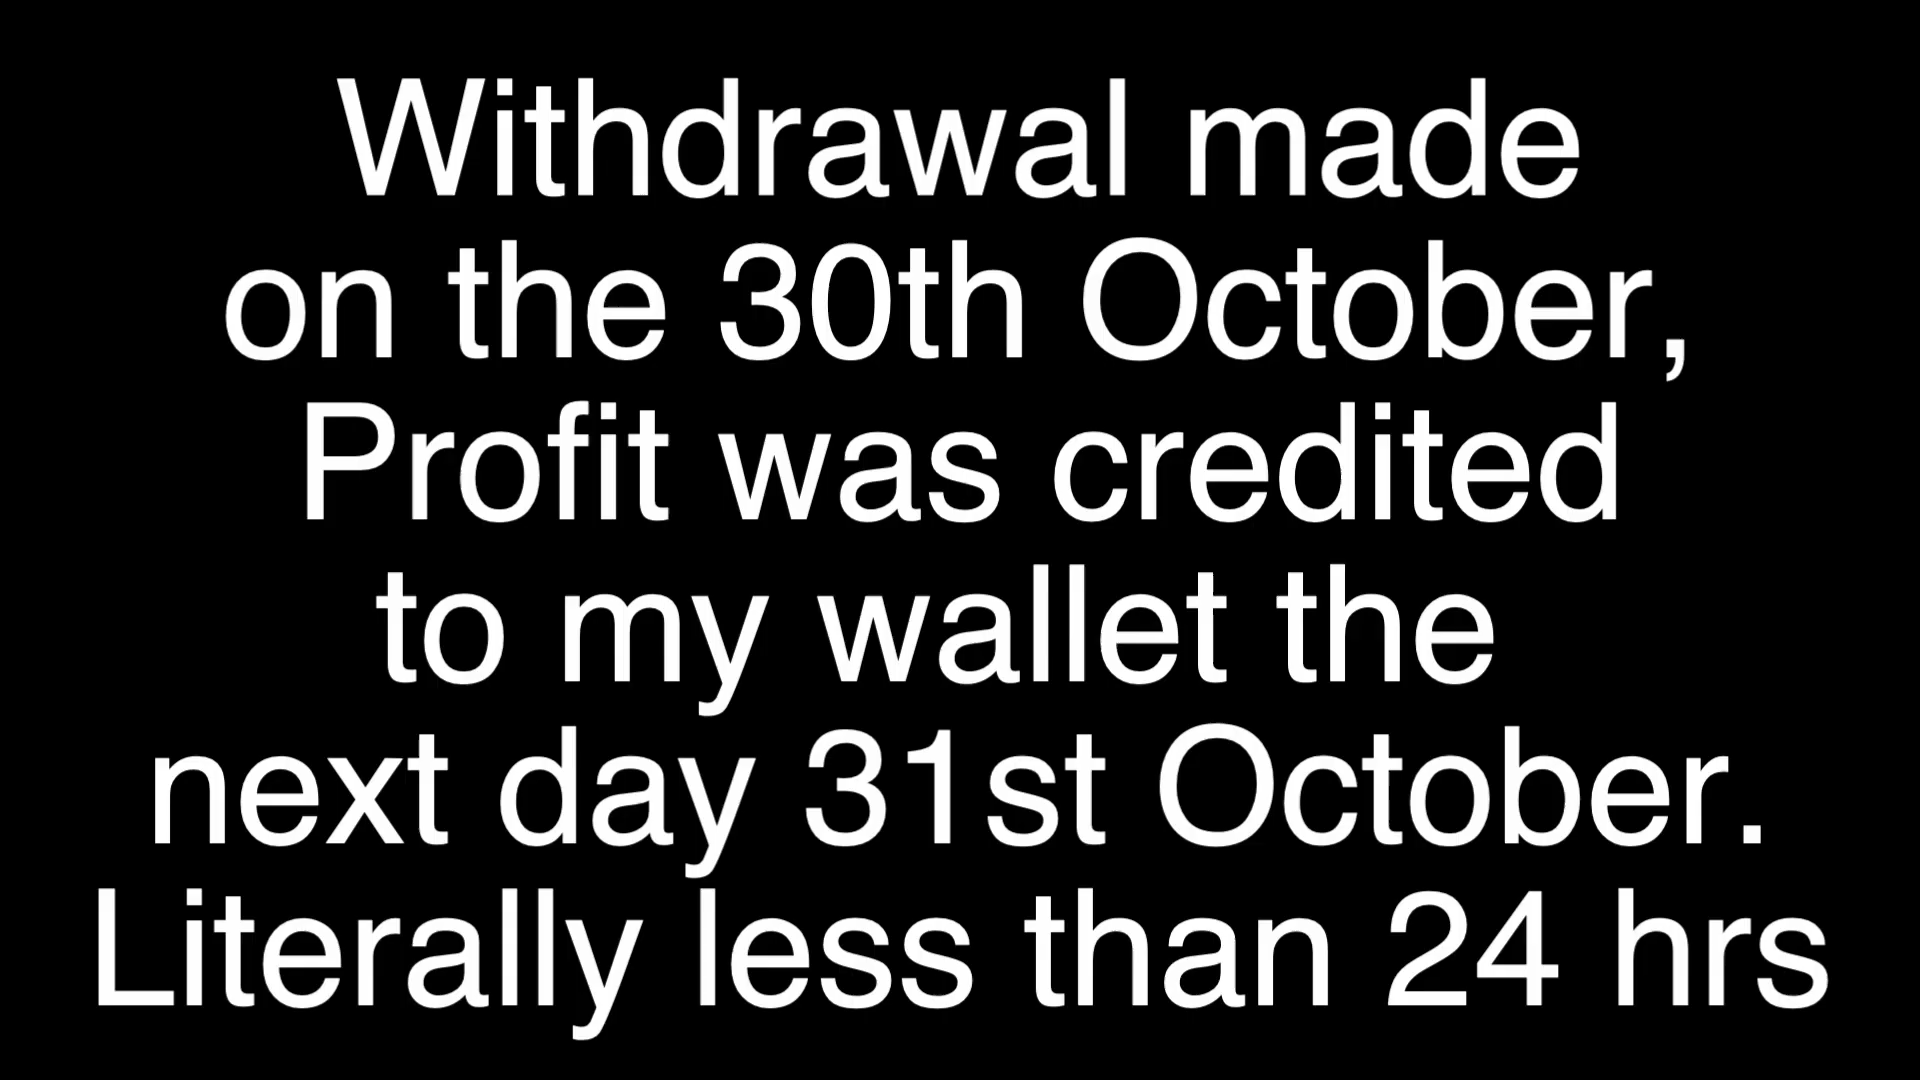 Withdrawal made
on the 30th October,
Profit was credited
to my wallet the
next day 31st October.
Literally less than 24 hrs